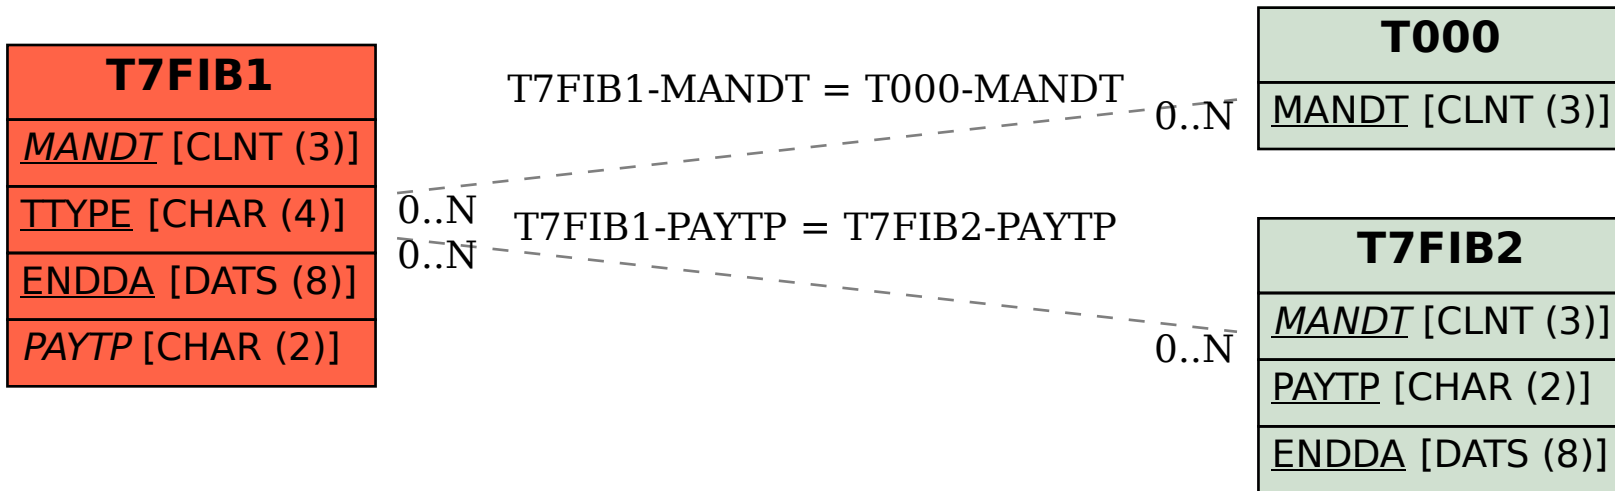 T7FIB1
MANDT [CLNT (3)]
TTYPE [CHAR (4)]
ENDDA [DATS (8)]
PAYTP [CHAR (2)]
T7FIB1-MANDT = T000-MANDT
0..N
0..N
T7FIB1-PAYTP = T7FIB2-PAYTP
0..N
0..N
T000
MANDT [CLNT (3)]
T7FIB2
MANDT [CLNT (3)]
PAYTP [CHAR (2)]
ENDDA [DATS (8)]